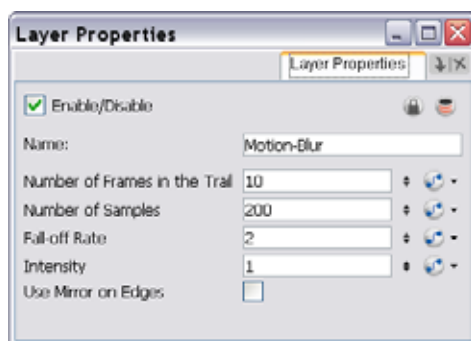 Layer Properties
Layer Properties
Enable/Disable
Name: Motion-Blur
Number of Frames in the Trail 10
Number of Samples 200
Fall-off Rate 2
Intensity 1
Use Mirror on Edges